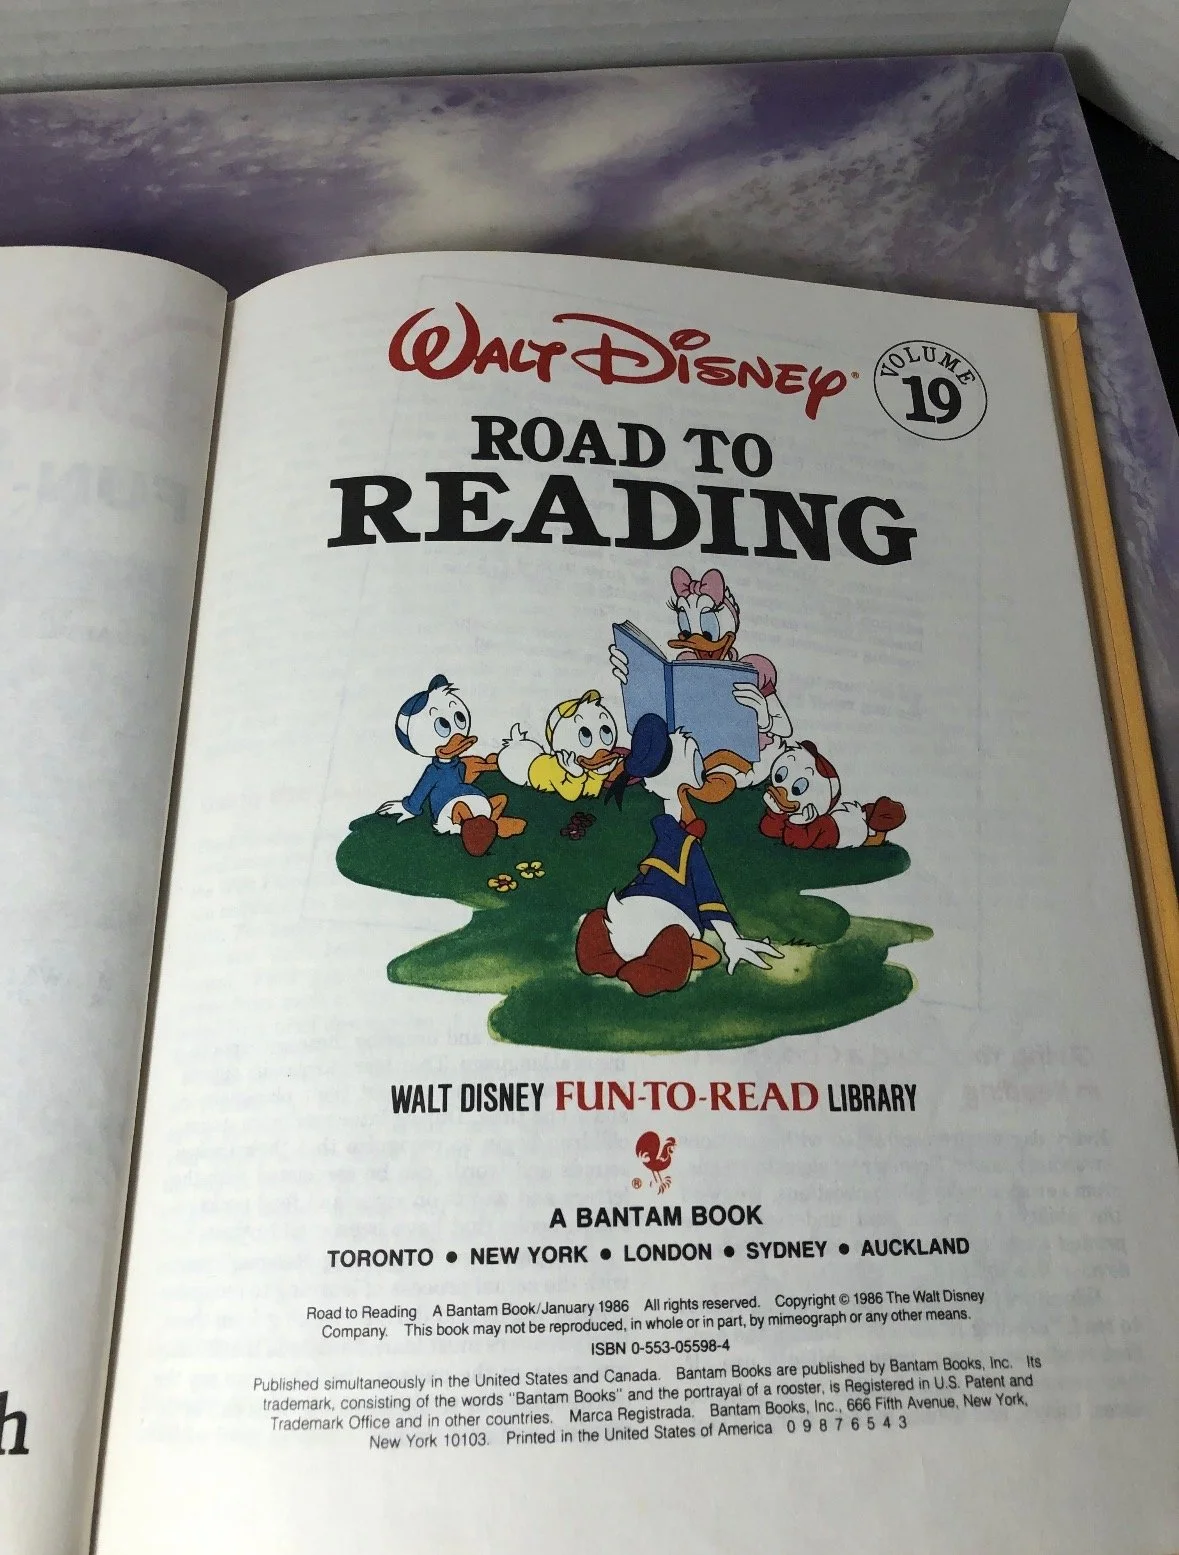 WALT DISNEY®
VOLUME
19
ROAD TO
READING
WALT DISNEY FUN-TO-READ LIBRARY
®
A BANTAM BOOK
TORONTO • NEW YORK • LONDON • SYDNEY • AUCKLAND
Road to Reading A Bantam Book/January 1986 All rights reserved. Copyright © 1986 The Walt Disney
Company. This book may not be reproduced, in whole or in part, by mimeograph or any other means.
ISBN 0-553-05598-4
Published simultaneously in the United States and Canada. Bantam Books are published by Bantam Books, Inc. Its
trademark, consisting of the words "Bantam Books" and the portrayal of a rooster, is Registered in U.S. Patent and
Trademark Office and in other countries. Marca Registrada. Bantam Books, Inc., 666 Fifth Avenue, New York,
New York 10103. Printed in the United States of America 0 9 8 7 6 5 4 3
h